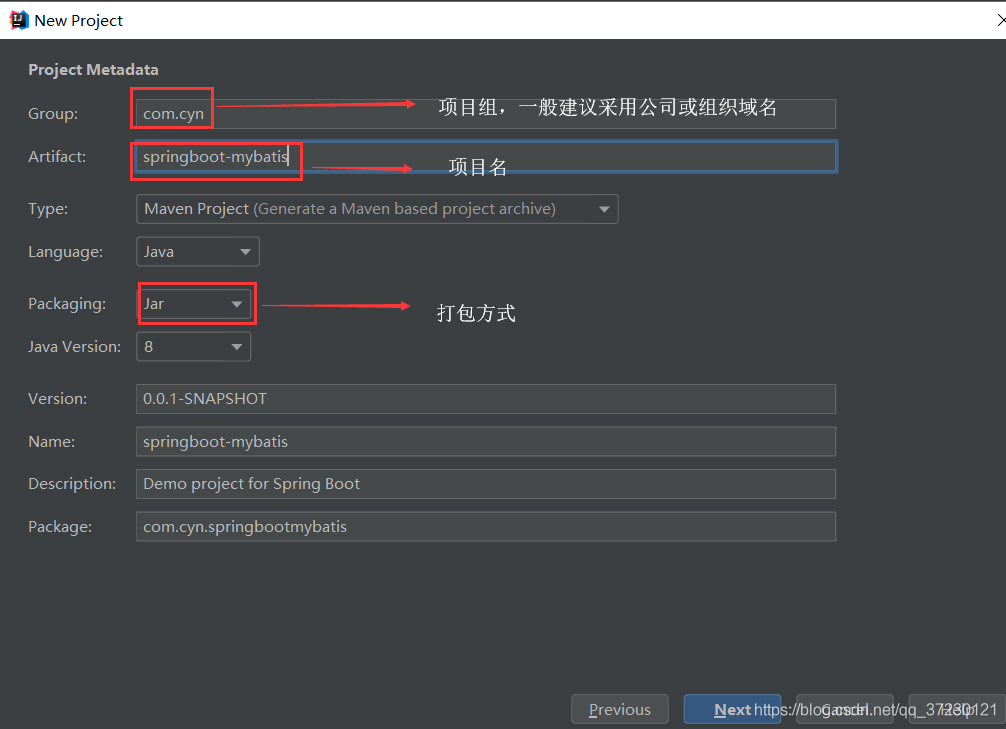 New Project
Project Metadata
Group: com.cyn 项目组，一般建议采用公司或组织域名
Artifact: springboot-mybatis 项目名
Type: Maven Project (Generate a Maven based project archive)
Language: Java
Packaging: Jar 打包方式
Java Version: 8
Version: 0.0.1-SNAPSHOT
Name: springboot-mybatis
Description: Demo project for Spring Boot
Package: com.cyn.springbootmybatis
Previous Next Cancel Help
https://blog.csdn.net/qq_37230121